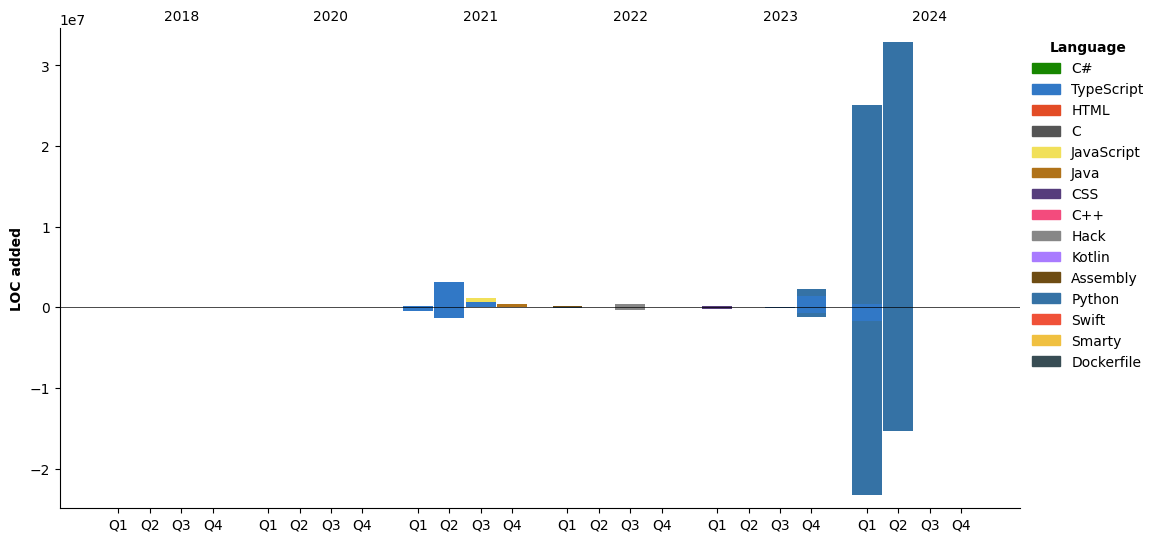 2018 2020 2021 2022 2023 2024
1e7
LOC added
3
2
1
0
−1
−2
Q1 Q2 Q3 Q4 Q1 Q2 Q3 Q4 Q1 Q2 Q3 Q4 Q1 Q2 Q3 Q4 Q1 Q2 Q3 Q4 Q1 Q2 Q3 Q4
Language
C#
TypeScript
HTML
C
JavaScript
Java
CSS
C++
Hack
Kotlin
Assembly
Python
Swift
Smarty
Dockerfile